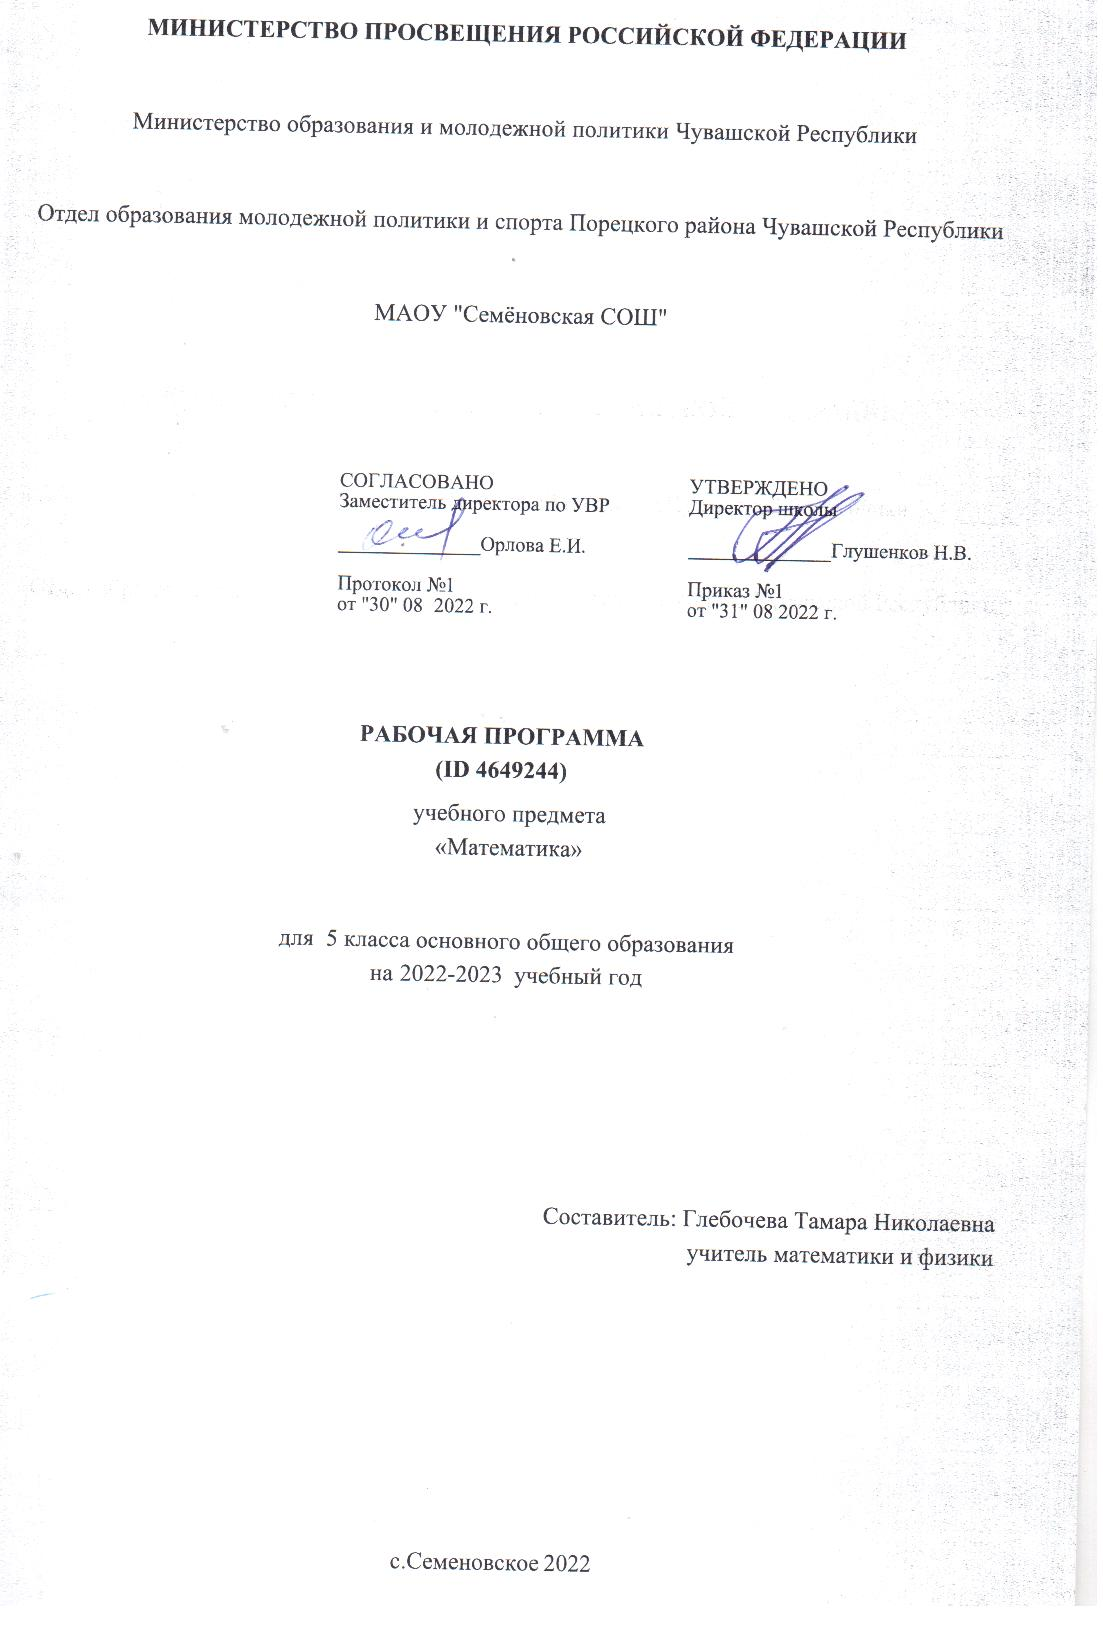 МИНИСТЕРСТВО ПРОСВЕЩЕНИЯ РОССИЙСКОЙ ФЕДЕРАЦИИ
Министерство образования и молодежной политики Чувашской Республики
Отдел образования молодежной политики и спорта Порецкого района Чувашской Республики
МАОУ "Семёновская СОШ"
СОГЛАСОВАНО
Заместитель директора по УВР
______________Орлова Е.И.
Протокол №1
от "30" 08  2022 г.
УТВЕРЖДЕНО
Директор школы
______________Глушенков Н.В.
Приказ №1
от "31" 08 2022 г.
РАБОЧАЯ ПРОГРАММА
(ID 4649244)
учебного предмета
«Математика»
для  5 класса основного общего образования
на 2022-2023  учебный год
Составитель: Глебочева Тамара Николаевна
учитель математики и физики
с.Семеновское 2022